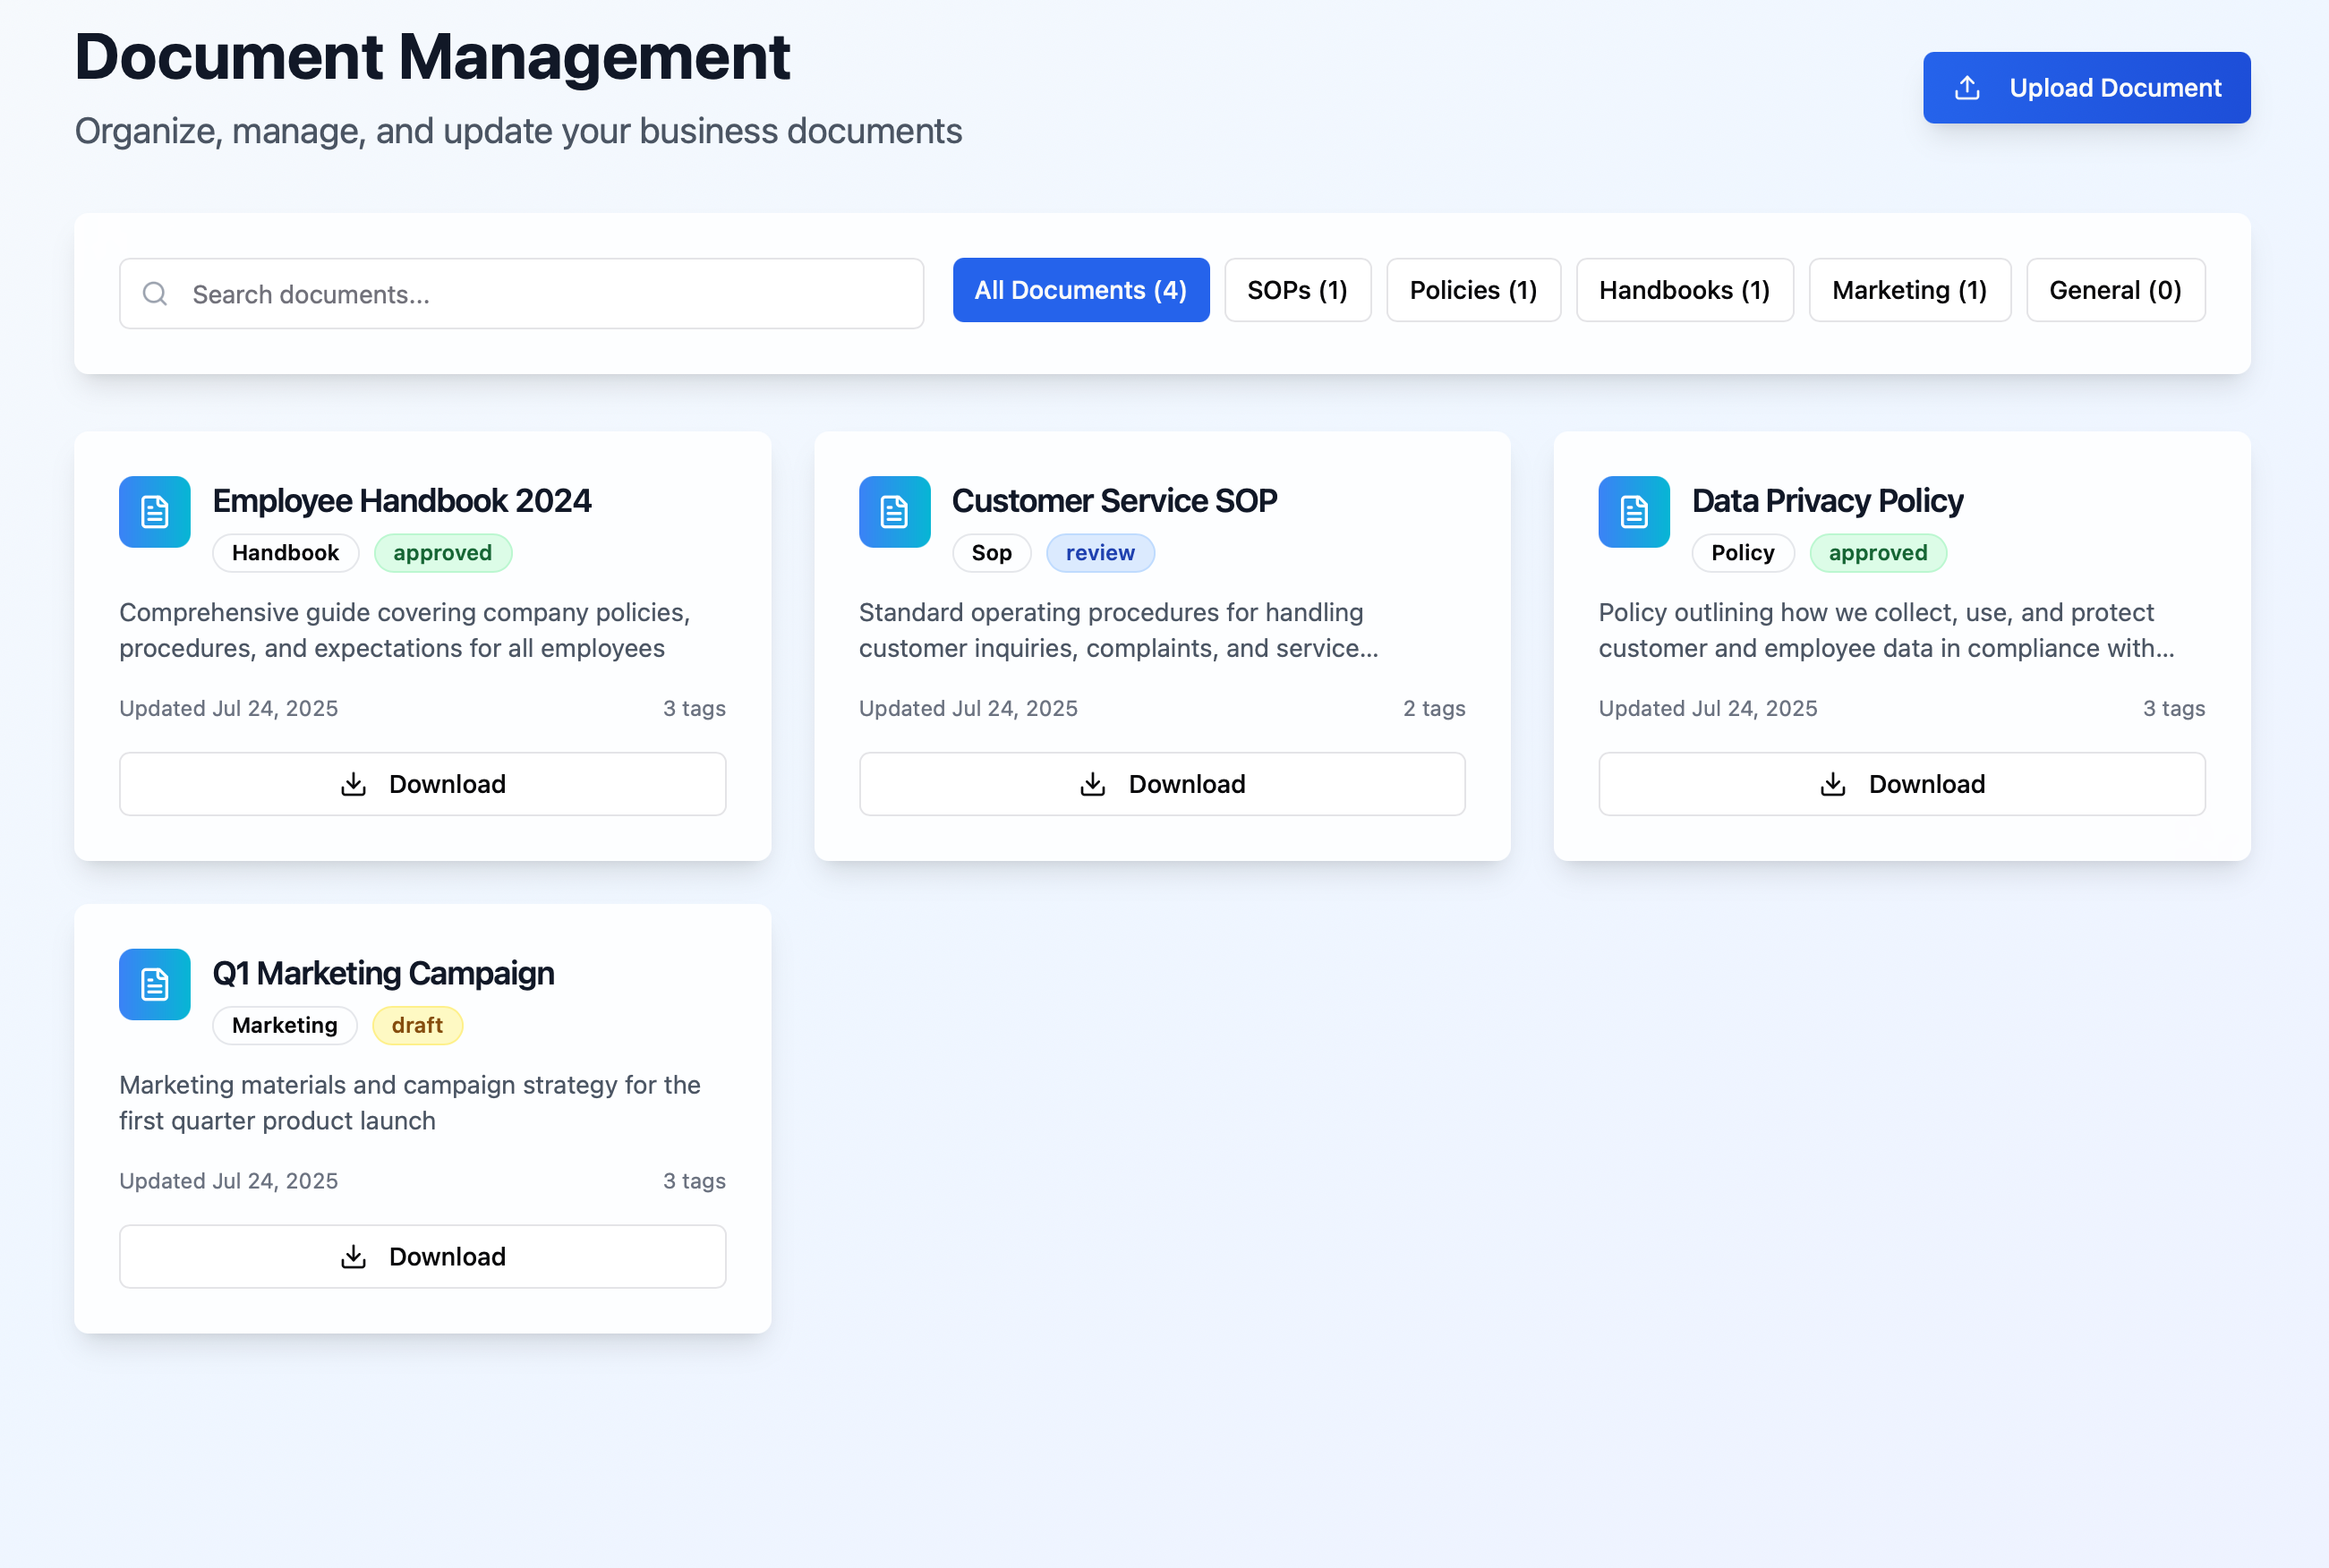 Document Management
Organize, manage, and update your business documents
Upload Document
Search documents...
All Documents (4)
SOPs (1)
Policies (1)
Handbooks (1)
Marketing (1)
General (0)
Employee Handbook 2024
Handbook
approved
Comprehensive guide covering company policies,
procedures, and expectations for all employees
Updated Jul 24, 2025
3 tags
Download
Customer Service SOP
Sop
review
Standard operating procedures for handling
customer inquiries, complaints, and service...
Updated Jul 24, 2025
2 tags
Download
Data Privacy Policy
Policy
approved
Policy outlining how we collect, use, and protect
customer and employee data in compliance with...
Updated Jul 24, 2025
3 tags
Download
Q1 Marketing Campaign
Marketing
draft
Marketing materials and campaign strategy for the
first quarter product launch
Updated Jul 24, 2025
3 tags
Download